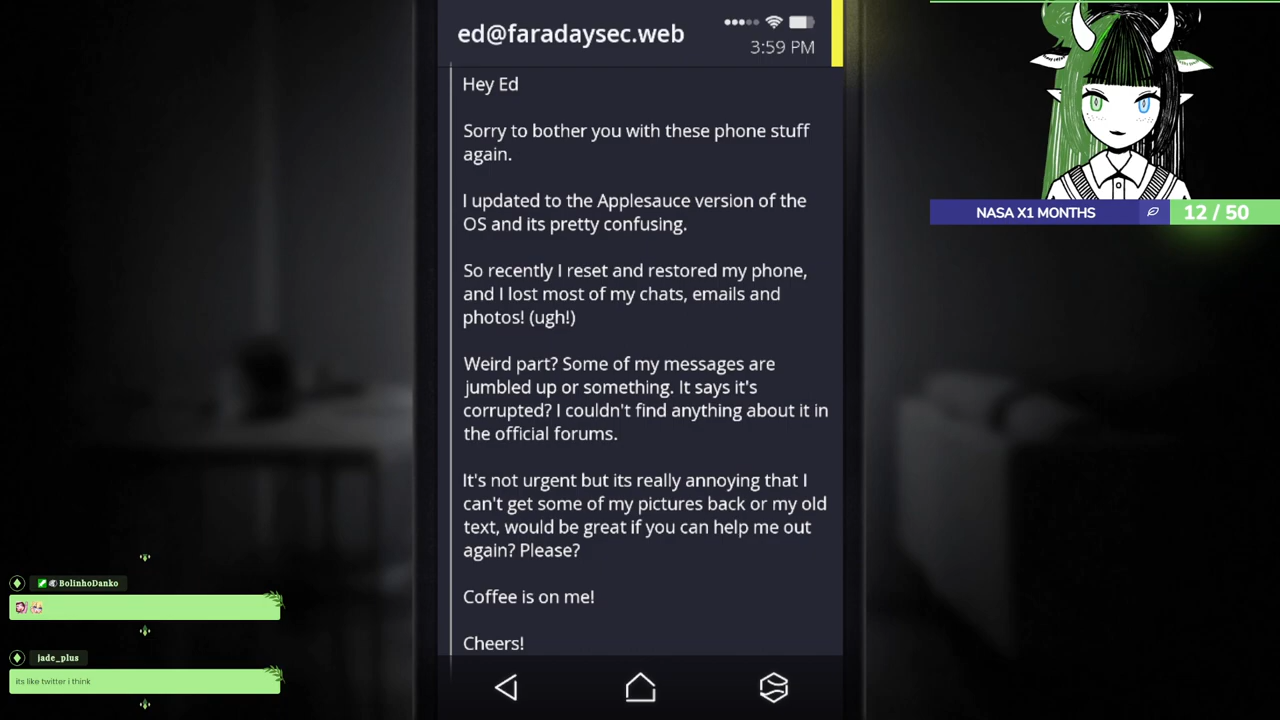 ed@faradaysec.web
3:59 PM
Hey Ed
Sorry to bother you with these phone stuff
again.
I updated to the Applesauce version of the
OS and its pretty confusing.
So recently I reset and restored my phone,
and I lost most of my chats, emails and
photos! (ugh!)
Weird part? Some of my messages are
jumbled up or something. It says it's
corrupted? I couldn't find anything about it in
the official forums.
It's not urgent but its really annoying that I
can't get some of my pictures back or my old
text, would be great if you can help me out
again? Please?
Coffee is on me!
Cheers!
NASA X1 MONTHS
12 / 50
BolinhoDanko
jade_plus
its like twitter i think